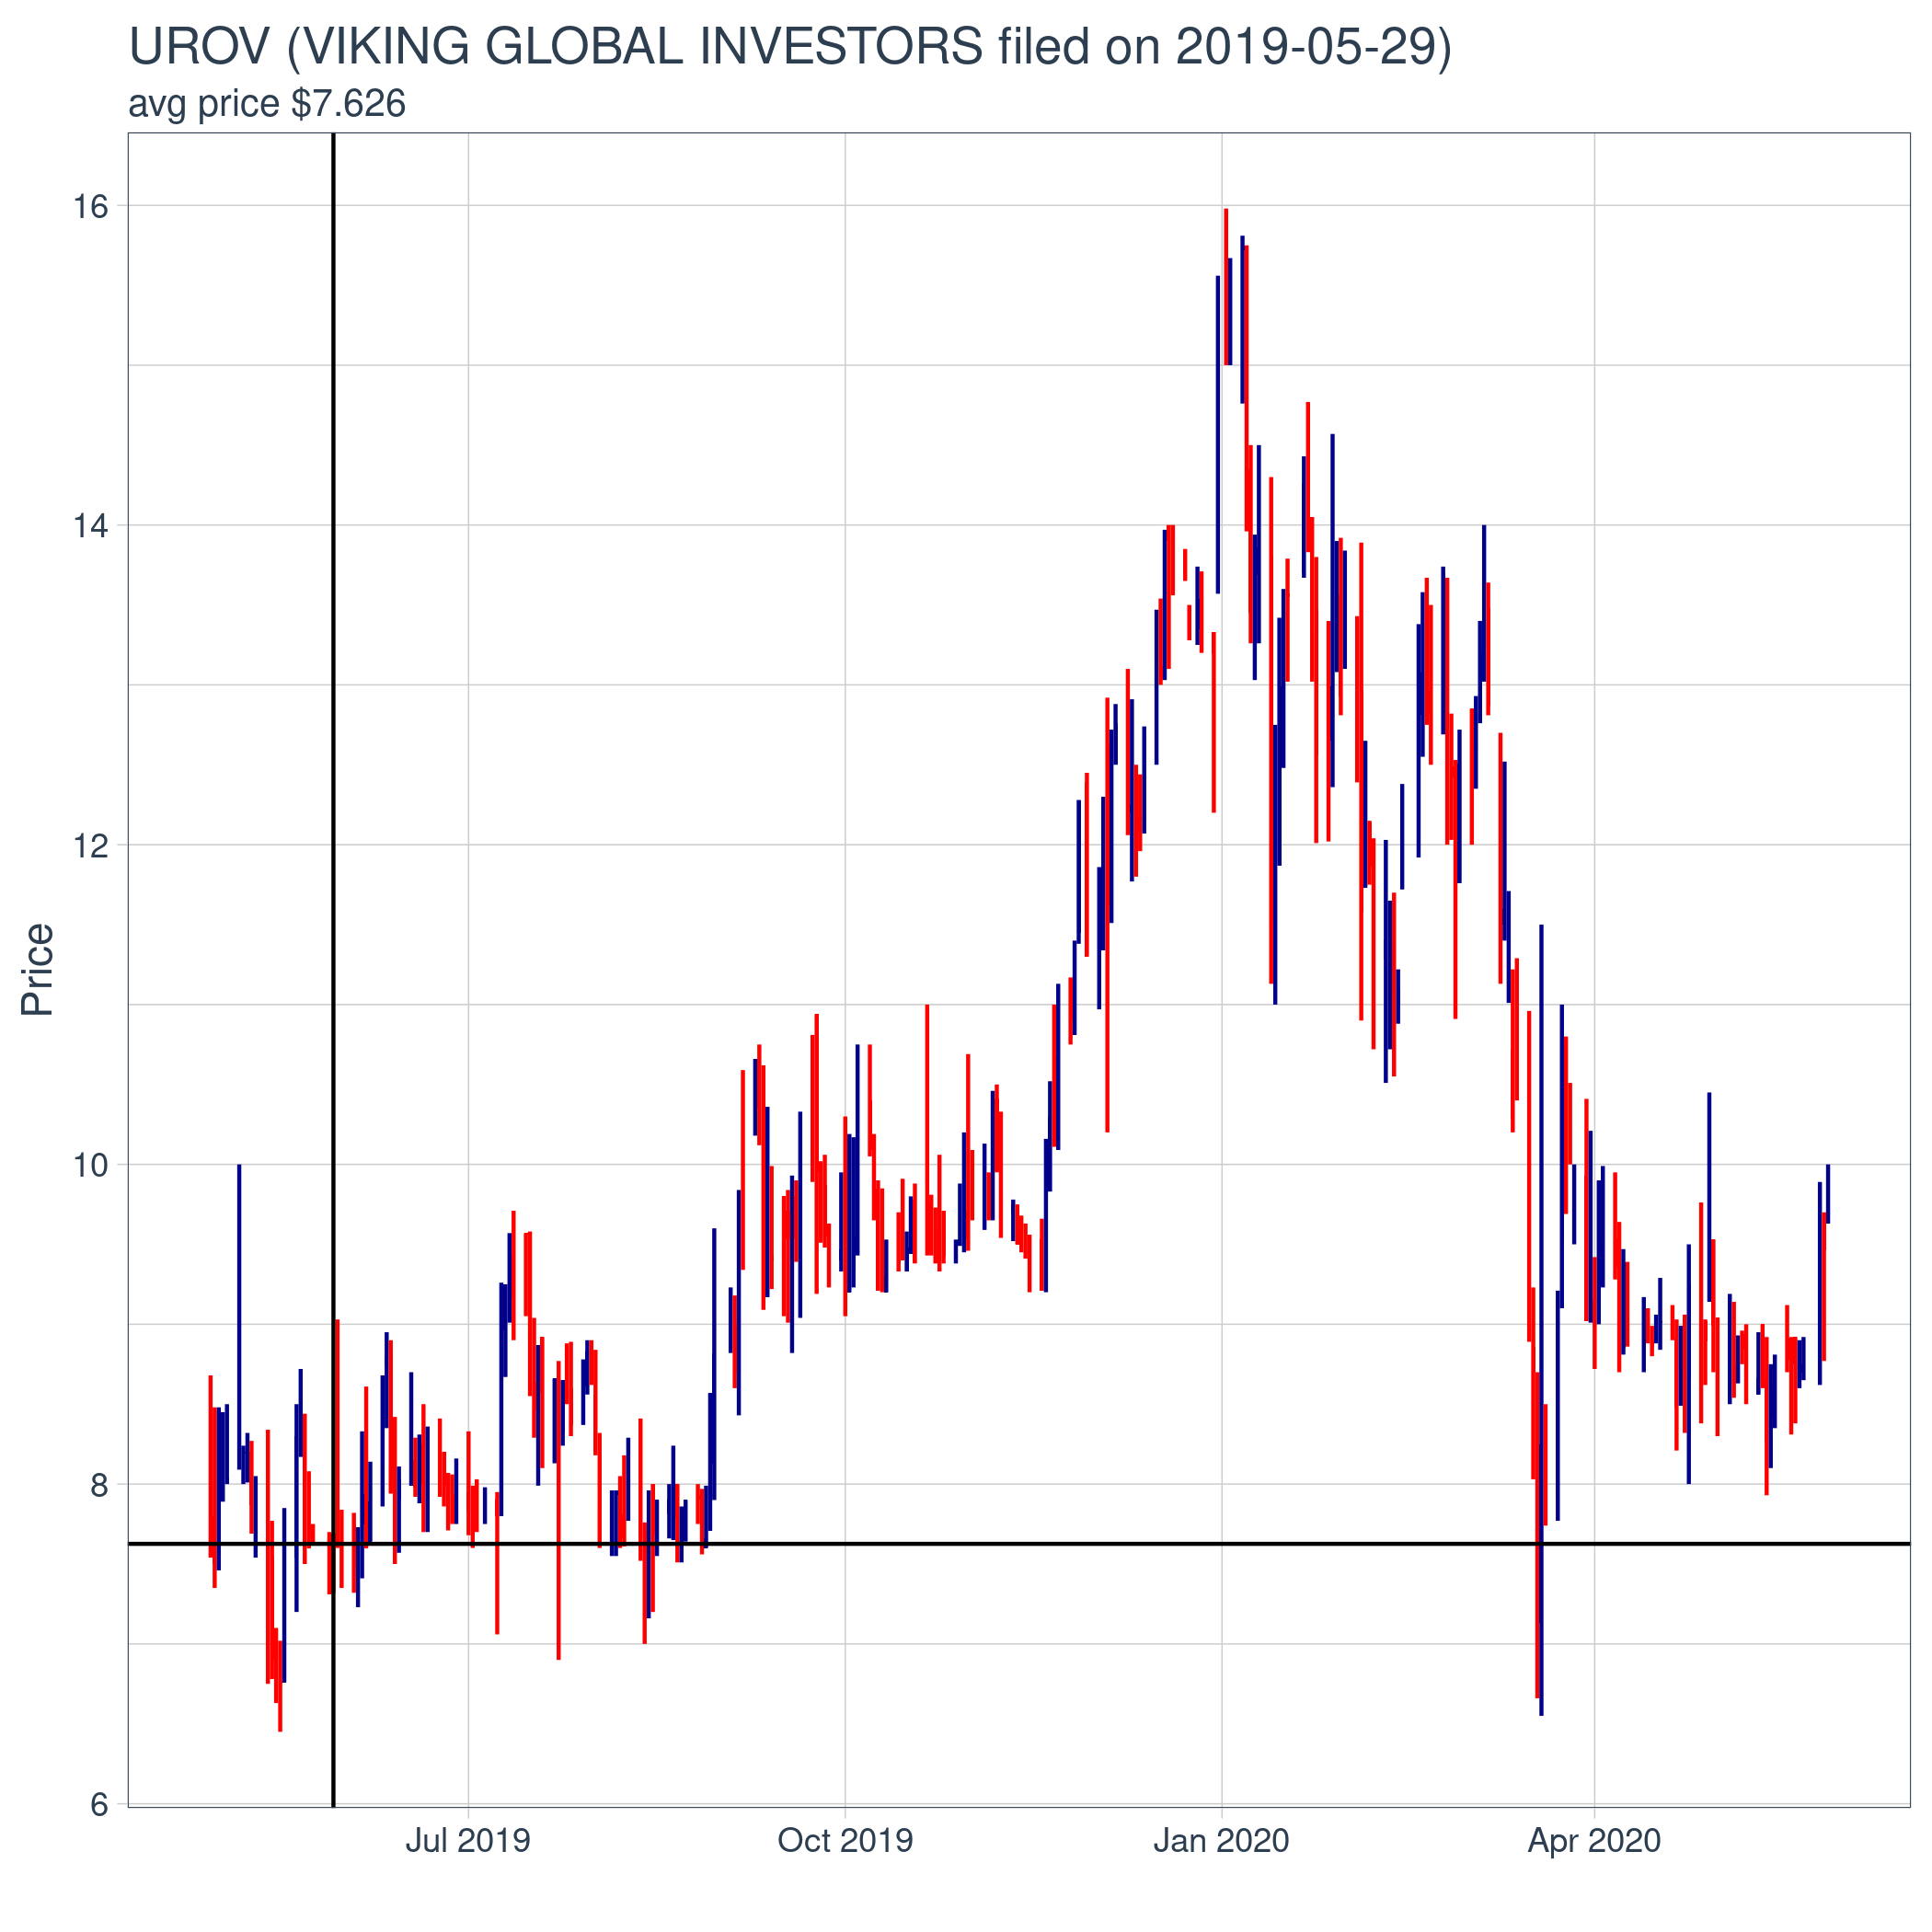 UROV (VIKING GLOBAL INVESTORS filed on 2019-05-29)
avg price $7.626
16
14
12
10
8
6
Price
Jul 2019
Oct 2019
Jan 2020
Apr 2020